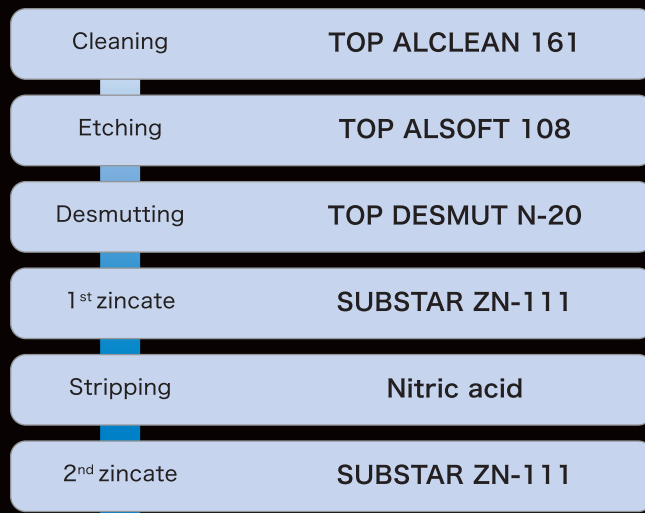 Cleaning TOP ALCLEAN 161
Etching TOP ALSOFT 108
Desmutting TOP DESMUT N-20
1st zincate SUBSTAR ZN-111
Stripping Nitric acid
2nd zincate SUBSTAR ZN-111